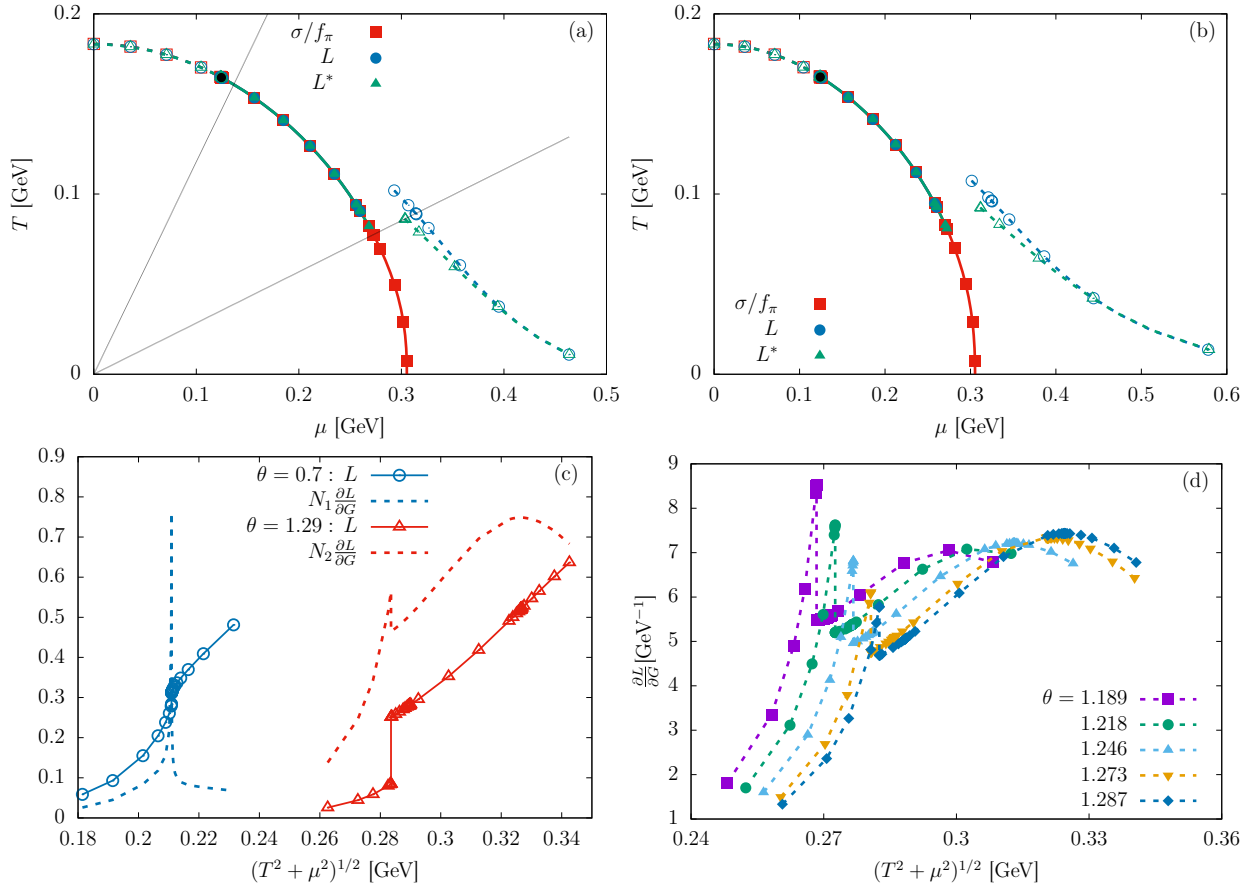 (a)
σ/f_π
L
L*
0.2
0.1
0
T [GeV]
0 0.1 0.2 0.3 0.4 0.5
μ [GeV]
(b)
σ/f_π
L
L*
0.2
0.1
0
T [GeV]
0 0.1 0.2 0.3 0.4 0.5 0.6
μ [GeV]
(c)
θ = 0.7 : L
N₁ ∂L/∂G
θ = 1.29 : L
N₂ ∂L/∂G
0.9
0.8
0.7
0.6
0.5
0.4
0.3
0.2
0.1
0
0.18 0.2 0.22 0.24 0.26 0.28 0.3 0.32 0.34
(T² + μ²)^{1/2} [GeV]
(d)
9
8
7
6
5
4
3
2
1
∂L/∂G [GeV⁻¹]
θ = 1.189
1.218
1.246
1.273
1.287
0.24 0.27 0.3 0.33 0.36
(T² + μ²)^{1/2} [GeV]